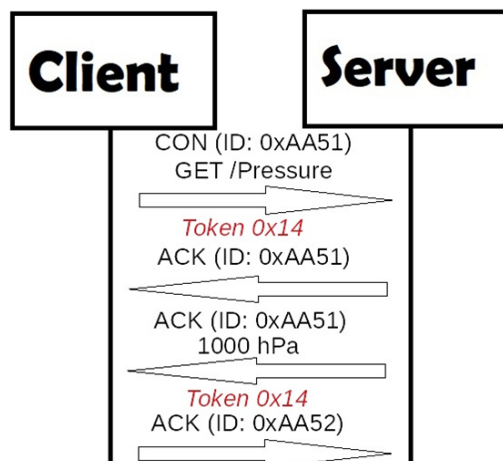 Client
Server
CON (ID: 0xAA51)
GET /Pressure
Token 0x14
ACK (ID: 0xAA51)
ACK (ID: 0xAA51)
1000 hPa
Token 0x14
ACK (ID: 0xAA52)